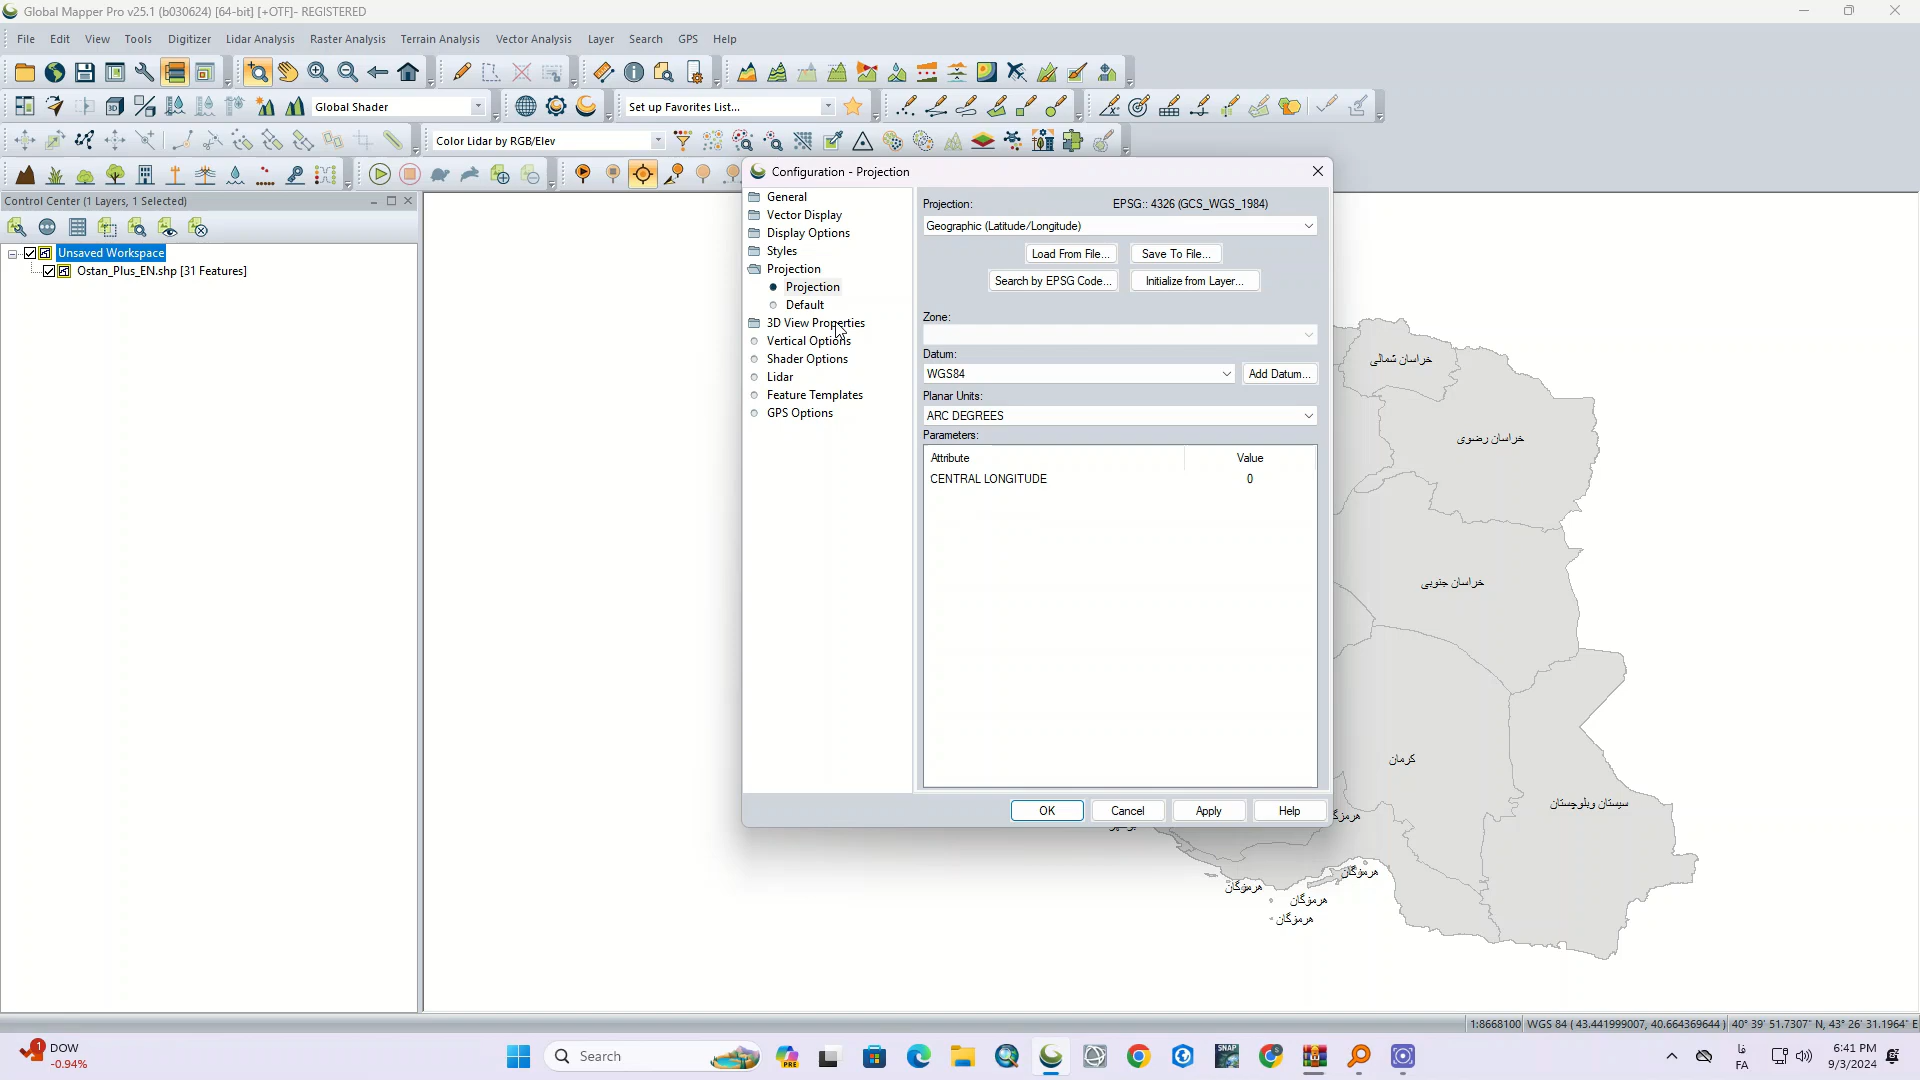 Global Mapper Pro v25.1 (b030624) [64-bit] [+OTF]- REGISTERED
File Edit View Tools Digitizer Lidar Analysis Raster Analysis Terrain Analysis Vector Analysis Layer Search GPS Help
Global Shader
Set up Favorites List...
Color Lidar by RGB/Elev
Control Center (1 Layers, 1 Selected)
Unsaved Workspace
Ostan_Plus_EN.shp [31 Features]
Configuration - Projection
General
Vector Display
Display Options
Styles
Projection
Projection
Default
3D View Properties
Vertical Options
Shader Options
Lidar
Feature Templates
GPS Options
Projection: EPSG:: 4326 (GCS_WGS_1984)
Geographic (Latitude/Longitude)
Load From File... Save To File...
Search by EPSG Code... Initialize from Layer...
Zone:
Datum:
WGS84 Add Datum...
Planar Units:
ARC DEGREES
Parameters:
Attribute Value
CENTRAL LONGITUDE 0
OK Cancel Apply Help
خراسان شمالی
خراسان رضوی
خراسان جنوبی
کرمان
سیستان وبلوچستان
هرمزگان
هرمزگان
هرمزگان
هرمزگان
1:8668100 WGS 84 ( 43.441999007, 40.664369644 ) 40° 39' 51.7307" N, 43° 26' 31.1964" E
1
DOW
-0.94%
Search
PRE
SNAP
فا
FA
6:41 PM
9/3/2024